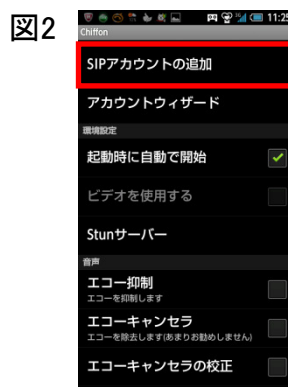 図2
11:25
Chiffon
SIPアカウントの追加
アカウントウィザード
環境設定
起動時に自動で開始
ビデオを使用する
Stunサーバー
音声
エコー抑制
エコーを抑制します
エコーキャンセラ
エコーを除去します(あまりお勧めしません)
エコーキャンセラの校正